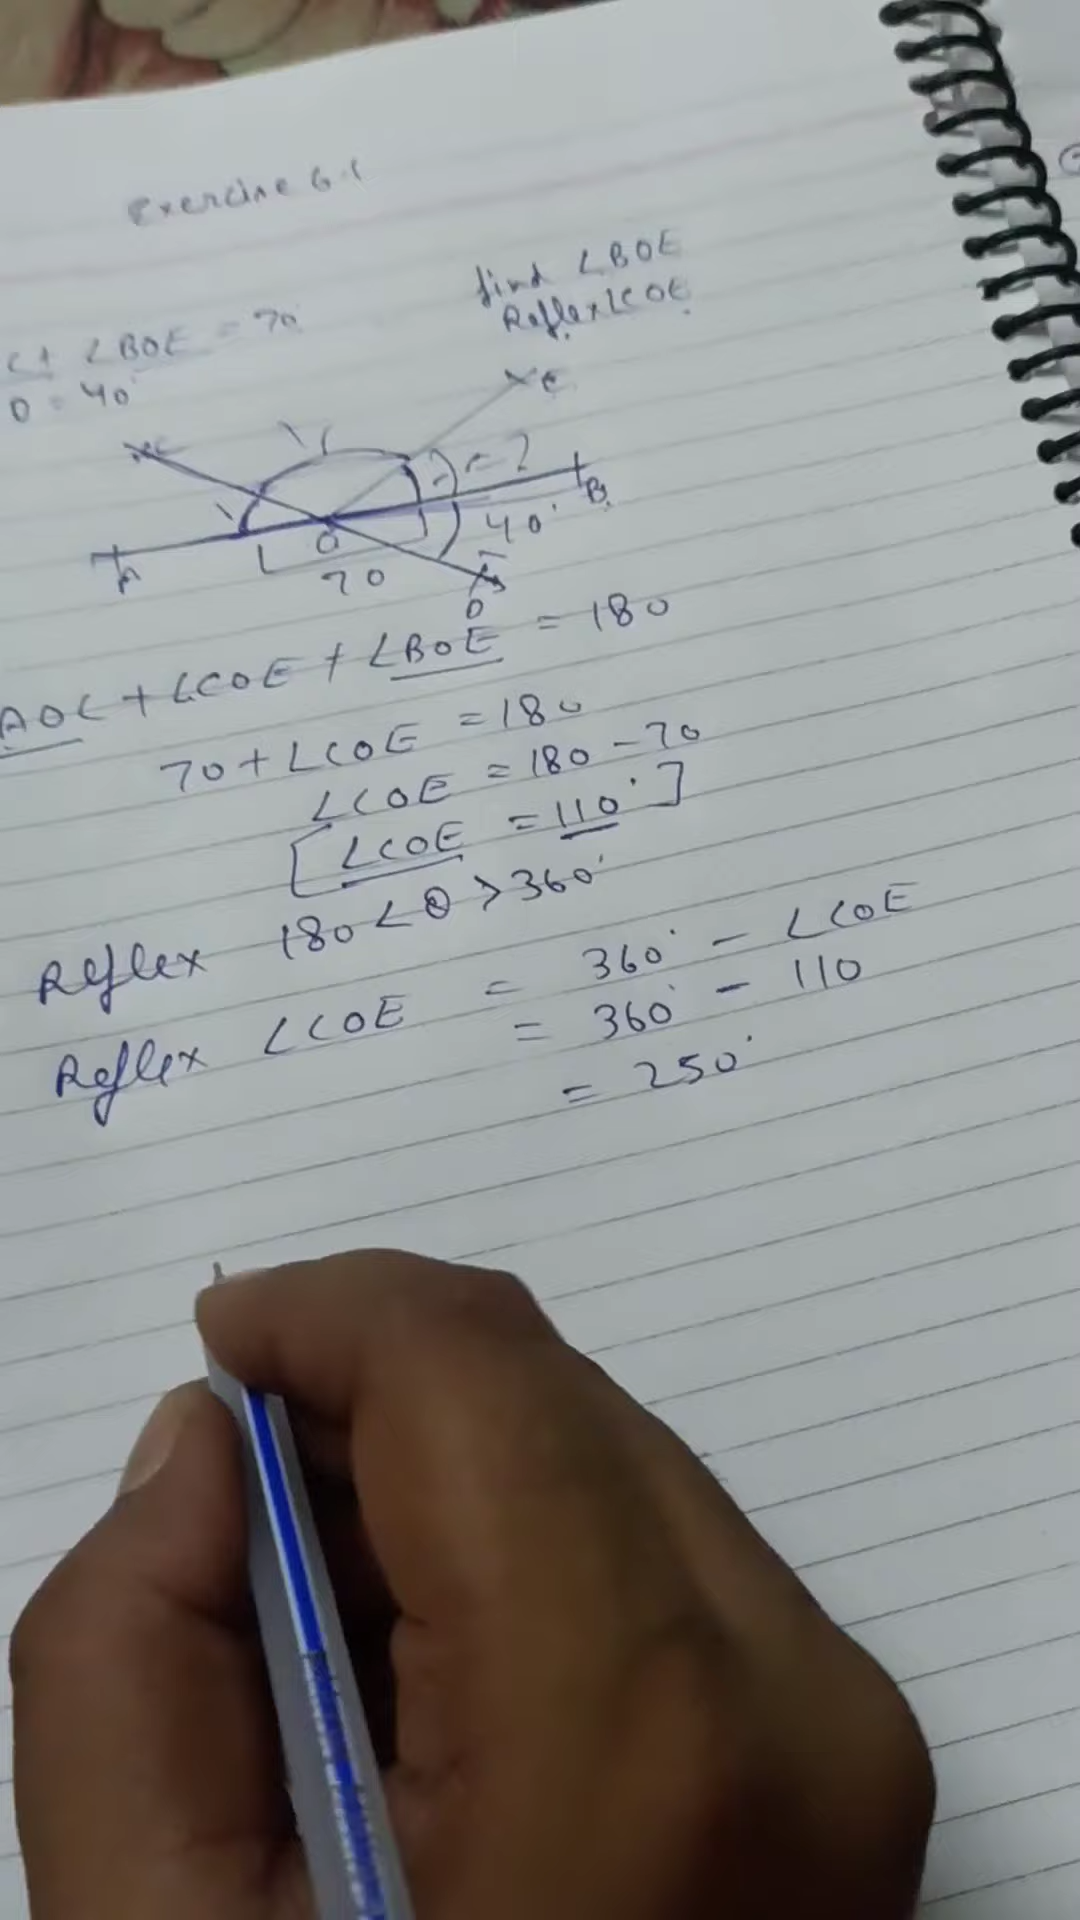 Exercise 6.1
find ∠BOE
Reflex ∠COE
C+ ∠BOE = 70°
D = 40°
E
C
= ?
B
40°
O
A
70
D
AOC + ∠COE + ∠BOE = 180
70 + ∠COE = 180
∠COE = 180 - 70
[∠COE = 110°]
Reflex 180 < θ > 360°
Reflex ∠COE = 360° - ∠COE
= 360° - 110
= 250°